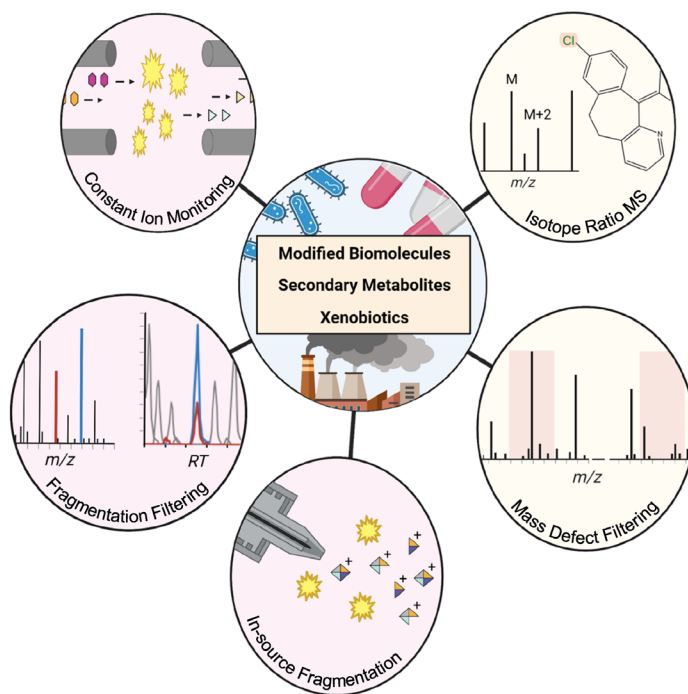 Constant Ion Monitoring
Cl
N
M
M+2
m/z
Isotope Ratio MS
Modified Biomolecules
Secondary Metabolites
Xenobiotics
m/z
RT
Fragmentation Filtering
m/z
Mass Defect Filtering
+
+
+
+
+
+
In-source Fragmentation